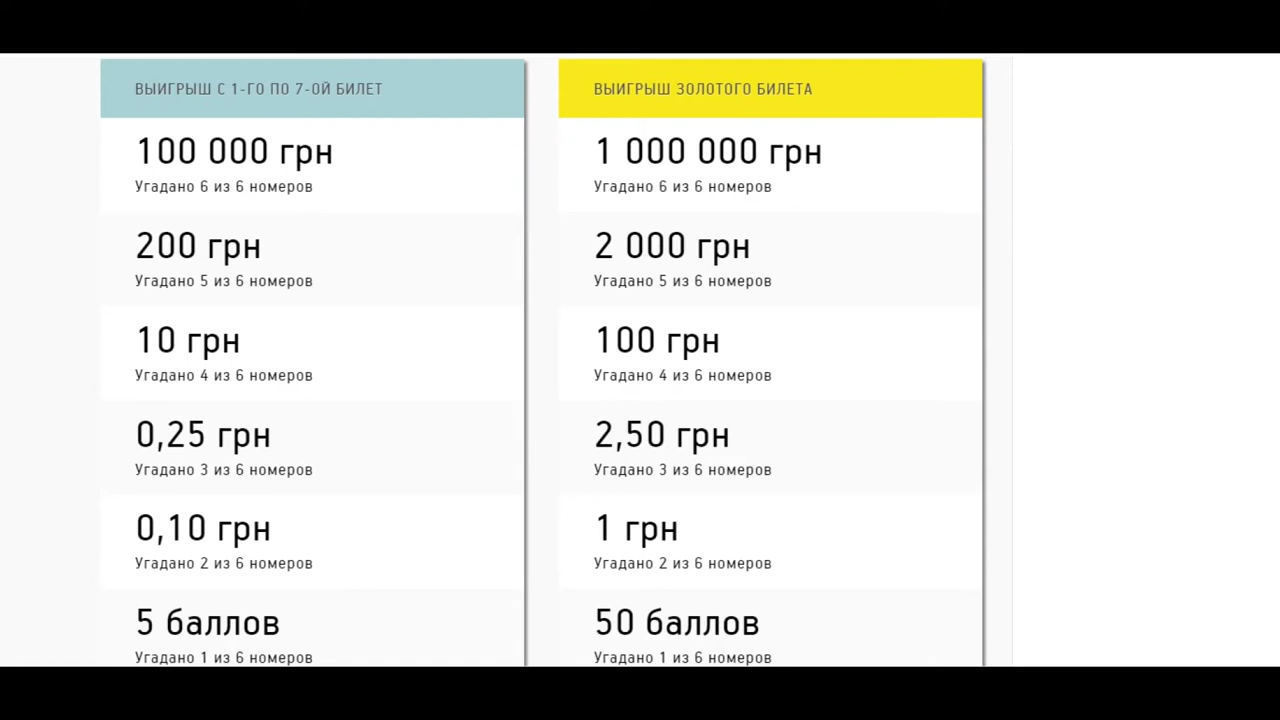 ВЫИГРЫШ С 1-ГО ПО 7-ОЙ БИЛЕТ
100 000 грн
Угадано 6 из 6 номеров
200 грн
Угадано 5 из 6 номеров
10 грн
Угадано 4 из 6 номеров
0,25 грн
Угадано 3 из 6 номеров
0,10 грн
Угадано 2 из 6 номеров
5 баллов
Угадано 1 из 6 номеров
ВЫИГРЫШ ЗОЛОТОГО БИЛЕТА
1 000 000 грн
Угадано 6 из 6 номеров
2 000 грн
Угадано 5 из 6 номеров
100 грн
Угадано 4 из 6 номеров
2,50 грн
Угадано 3 из 6 номеров
1 грн
Угадано 2 из 6 номеров
50 баллов
Угадано 1 из 6 номеров